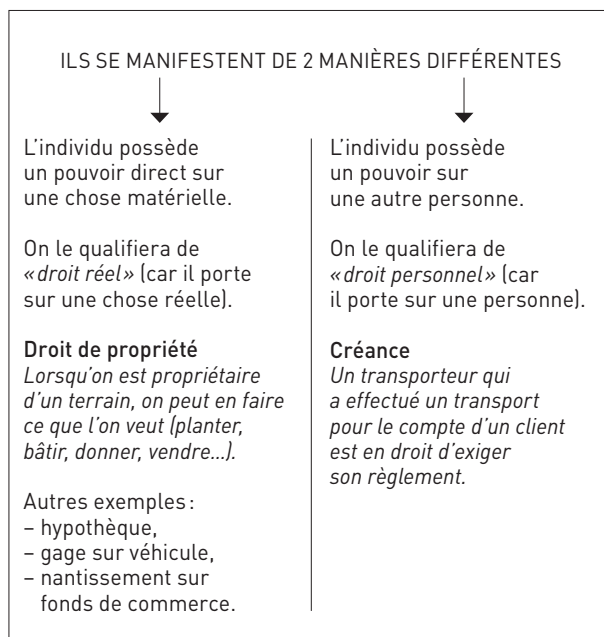 ILS SE MANIFESTENT DE 2 MANIÈRES DIFFÉRENTES
L’individu possède
un pouvoir direct sur
une chose matérielle.
On le qualifiera de
«droit réel» (car il porte
sur une chose réelle).
Droit de propriété
Lorsqu’on est propriétaire
d’un terrain, on peut en faire
ce que l’on veut (planter,
bâtir, donner, vendre…).
Autres exemples :
– hypothèque,
– gage sur véhicule,
– nantissement sur
fonds de commerce.
L’individu possède
un pouvoir sur
une autre personne.
On le qualifiera de
«droit personnel» (car
il porte sur une personne).
Créance
Un transporteur qui
a effectué un transport
pour le compte d’un client
est en droit d’exiger
son règlement.